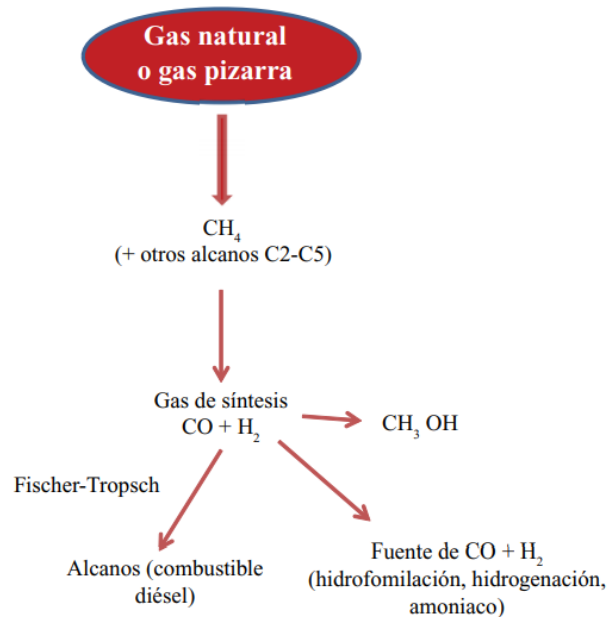 Gas natural
o gas pizarra
CH₄
(+ otros alcanos C2-C5)
Gas de síntesis
CO + H₂
CH₃ OH
Fischer-Tropsch
Alcanos (combustible
diésel)
Fuente de CO + H₂
(hidrofomilación, hidrogenación,
amoniaco)